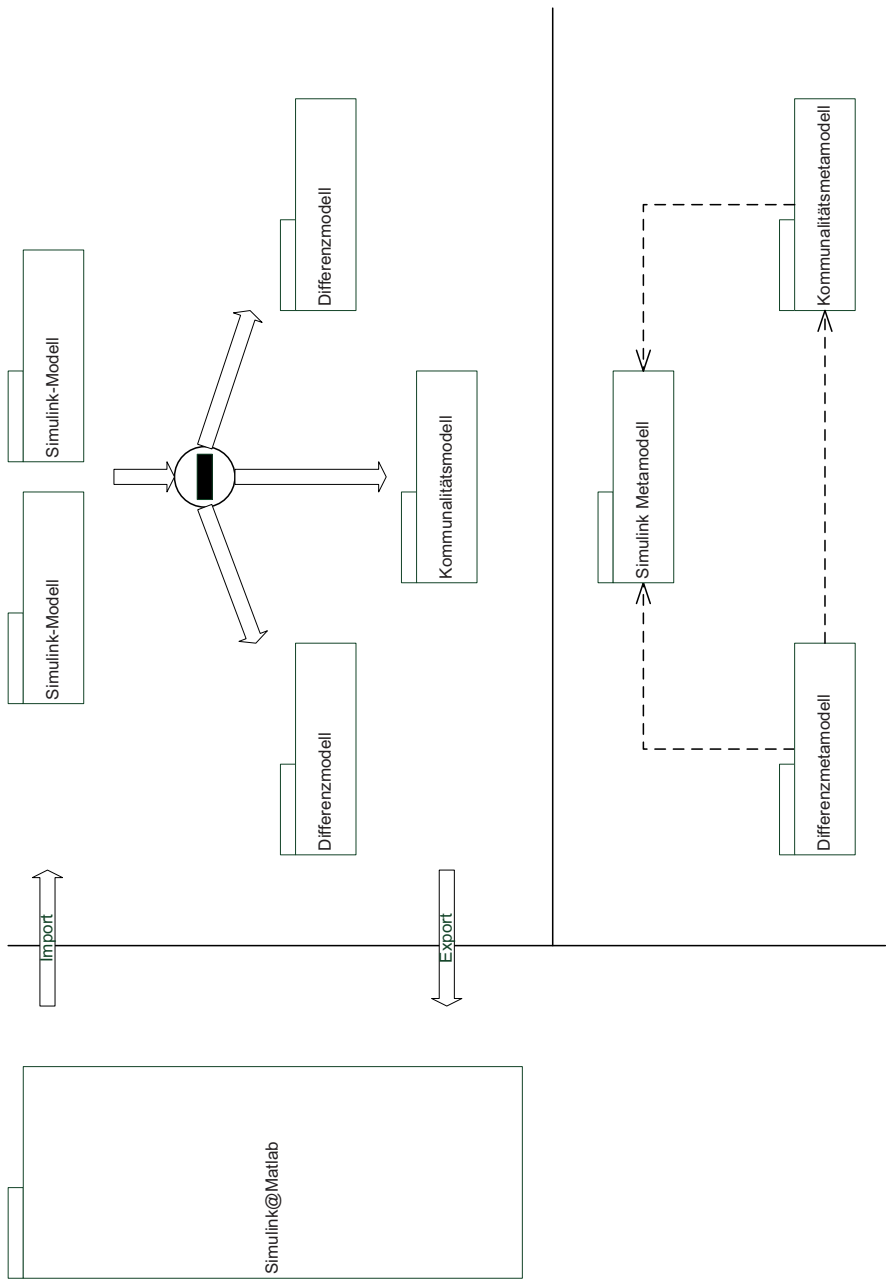 Simulink@Matlab
Import
Simulink-Modell
Simulink-Modell
Differenzmodell
Differenzmodell
Kommunalitätsmodell
Export
Simulink Metamodell
Differenzmetamodell
Kommunalitätsmetamodell